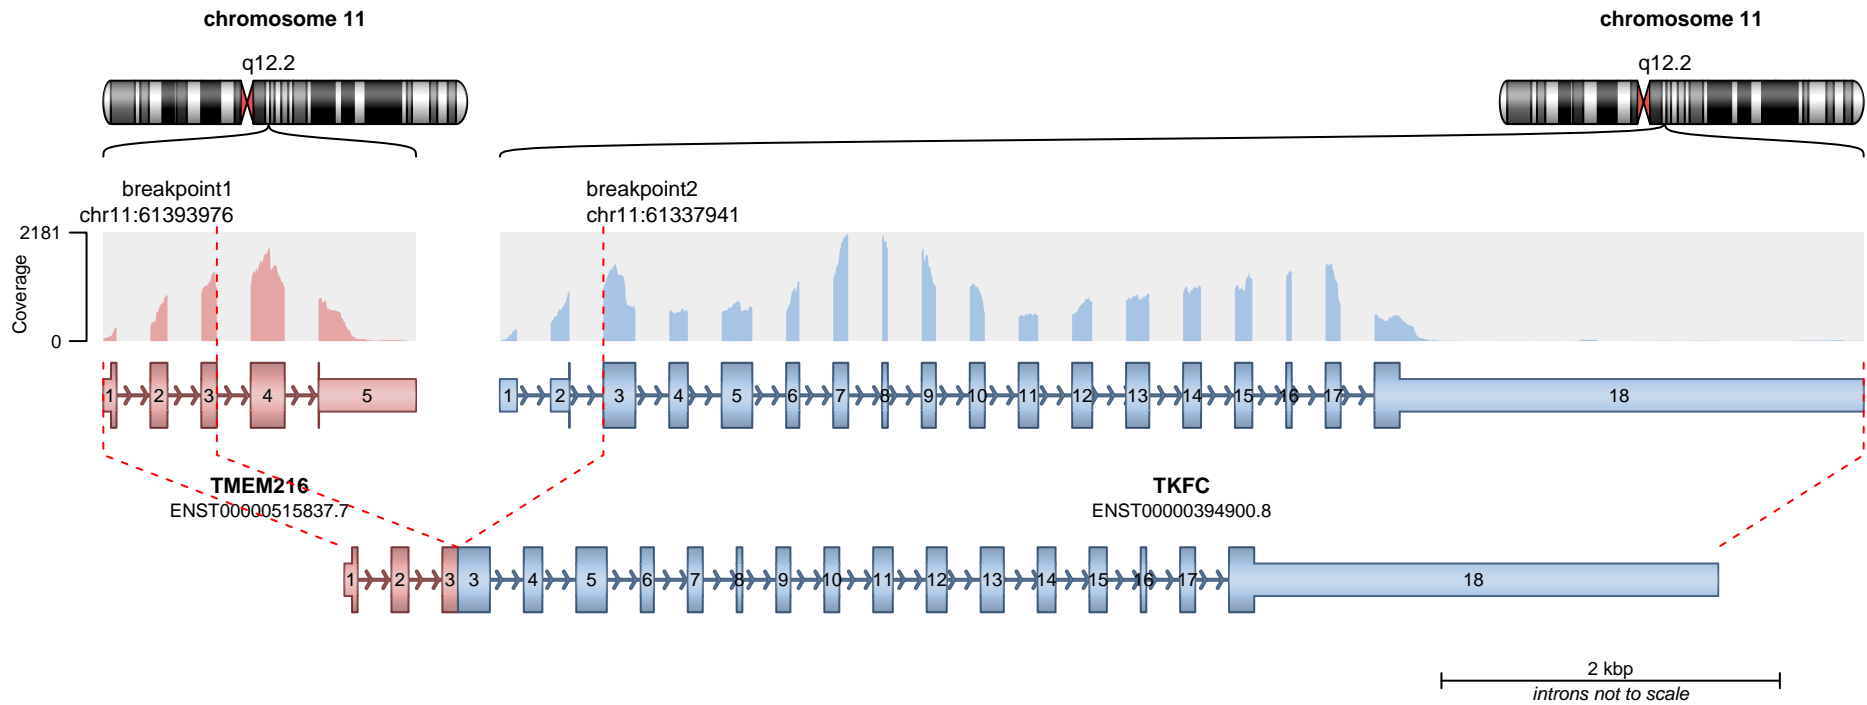 chromosome 11
chromosome 11
q12.2
q12.2
breakpoint1
chr11:61393976
breakpoint2
chr11:61337941
2181
0
Coverage
1 2 3 4 5
1 2 3 4 5 6 7 8 9 10 11 12 13 14 15 16 17 18
TMEM216
ENST00000515837.7
TKFC
ENST00000394900.8
1 2 3 3 4 5 6 7 8 9 10 11 12 13 14 15 16 17 18
2 kbp
introns not to scale